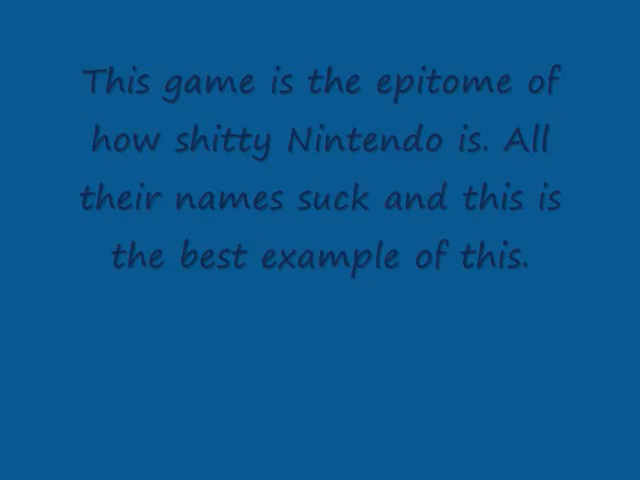 This game is the epitome of
how shitty Nintendo is. All
their names suck and this is
the best example of this.